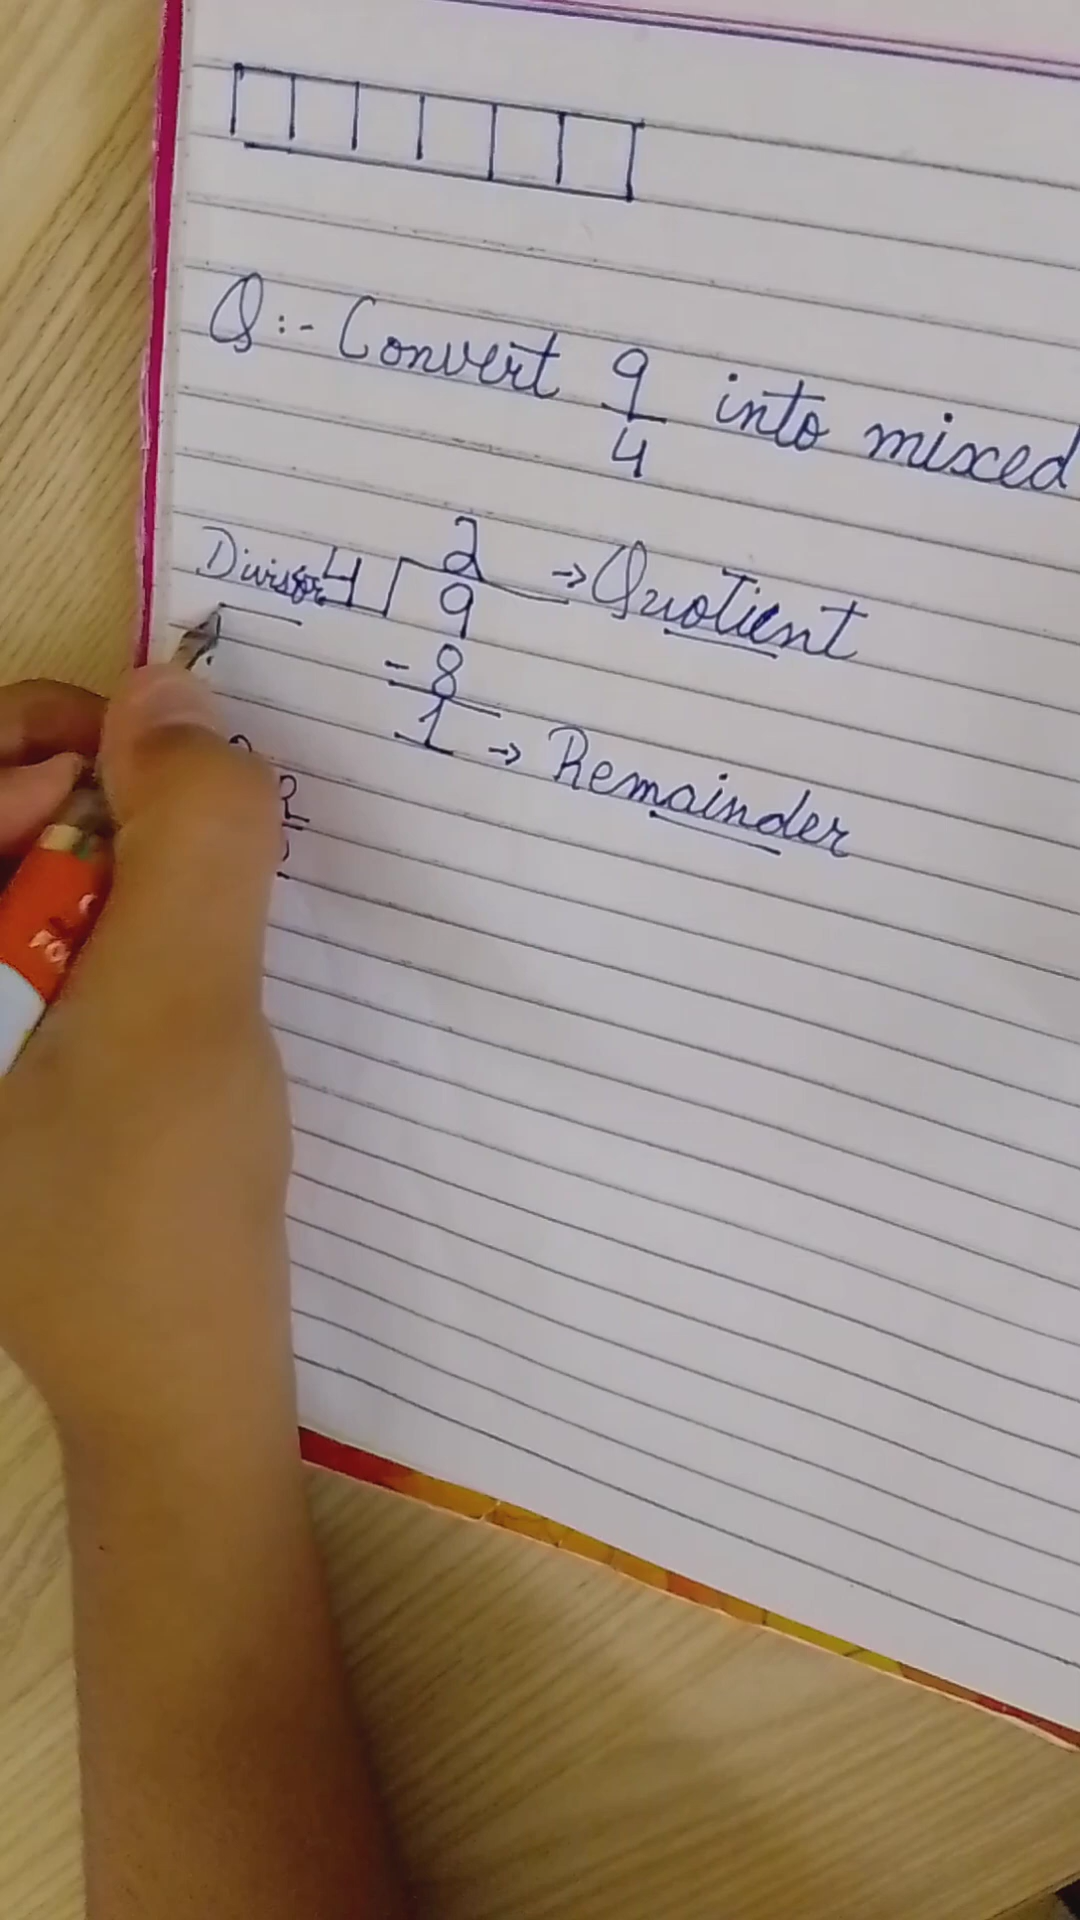 Q:- Convert 9/4 into mixed
2 → Quotient
Divisor 4 9
- 8
1 → Remainder
R